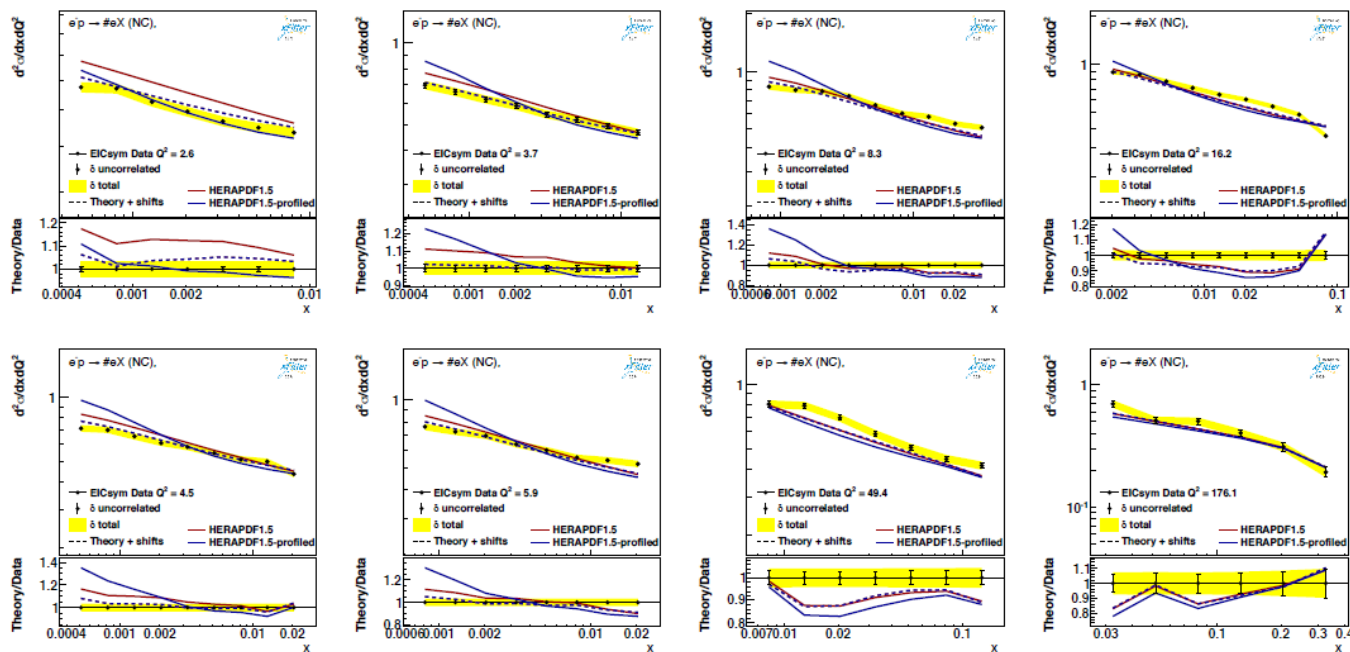 e⁻p → #eX (NC),
d²σ/dxdQ²
1
EICsym Data Q² = 2.6
δ uncorrelated
δ total
Theory + shifts
HERAPDF1.5
HERAPDF1.5-profiled
Theory/Data
1.2
1.1
1
0.0004
0.001
0.002
0.01
x
e⁻p → #eX (NC),
d²σ/dxdQ²
1
EICsym Data Q² = 3.7
δ uncorrelated
δ total
Theory + shifts
HERAPDF1.5
HERAPDF1.5-profiled
Theory/Data
1.2
1.1
1
0.9
0.0004
0.001
0.002
0.01
x
e⁻p → #eX (NC),
d²σ/dxdQ²
1
EICsym Data Q² = 8.3
δ uncorrelated
δ total
Theory + shifts
HERAPDF1.5
HERAPDF1.5-profiled
Theory/Data
1.4
1.2
1
0.8
0.0006
0.001
0.002
0.01
0.02
x
e⁻p → #eX (NC),
d²σ/dxdQ²
1
EICsym Data Q² = 16.2
δ uncorrelated
δ total
Theory + shifts
HERAPDF1.5
HERAPDF1.5-profiled
Theory/Data
1.2
1.1
1
0.9
0.8
0.002
0.01
0.02
0.1
x
e⁻p → #eX (NC),
d²σ/dxdQ²
1
EICsym Data Q² = 4.5
δ uncorrelated
δ total
Theory + shifts
HERAPDF1.5
HERAPDF1.5-profiled
Theory/Data
1.4
1.2
1
0.0004
0.001
0.002
0.01
0.02
x
e⁻p → #eX (NC),
d²σ/dxdQ²
1
EICsym Data Q² = 5.9
δ uncorrelated
δ total
Theory + shifts
HERAPDF1.5
HERAPDF1.5-profiled
Theory/Data
1.2
1
0.8
0.0006
0.001
0.002
0.01
0.02
x
e⁻p → #eX (NC),
d²σ/dxdQ²
1
EICsym Data Q² = 49.4
δ uncorrelated
δ total
Theory + shifts
HERAPDF1.5
HERAPDF1.5-profiled
Theory/Data
1
0.9
0.8
0.007
0.01
0.02
0.1
x
e⁻p → #eX (NC),
d²σ/dxdQ²
1
10⁻¹
EICsym Data Q² = 176.1
δ uncorrelated
δ total
Theory + shifts
HERAPDF1.5
HERAPDF1.5-profiled
Theory/Data
1.1
1
0.9
0.8
0.03
0.1
0.2
0.3
0.4
x